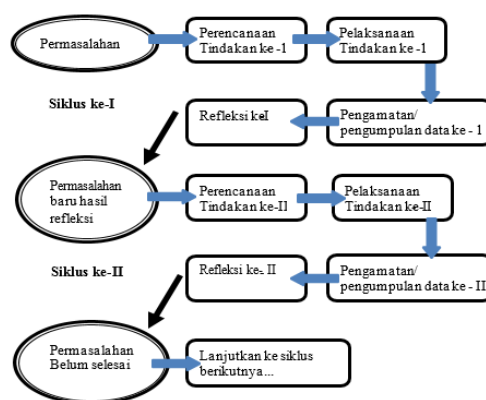 Permasalahan
Perencanaan
Tindakan ke -1
Pelaksanaan
Tindakan ke-1
Siklus ke-I
Refleksi keI
Pengamatan/
pengumpulan data ke - 1
Permasalahan
baru hasil
refleksi
Perencanaan
Tindakan ke-II
Pelaksanaan
Tindakan ke-II
Siklus ke-II
Refleksi ke- II
Pengamatan/
pengumpulan data ke - II
Permasalahan
Belum selesai
Lanjutkan ke siklus
berikutnya...